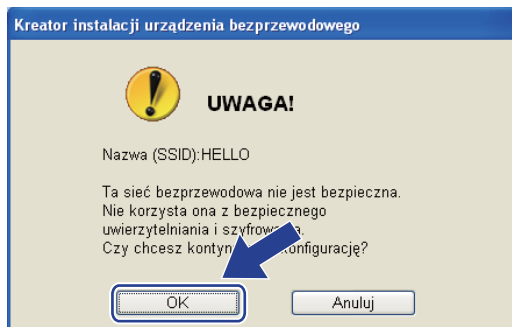 Kreator instalacji urządzenia bezprzewodowego
UWAGA!
Nazwa (SSID):HELLO
Ta sieć bezprzewodowa nie jest bezpieczna.
Nie korzysta ona z bezpiecznego
uwierzytelniania i
Czy chcesz konfigurację?
OK
Anuluj